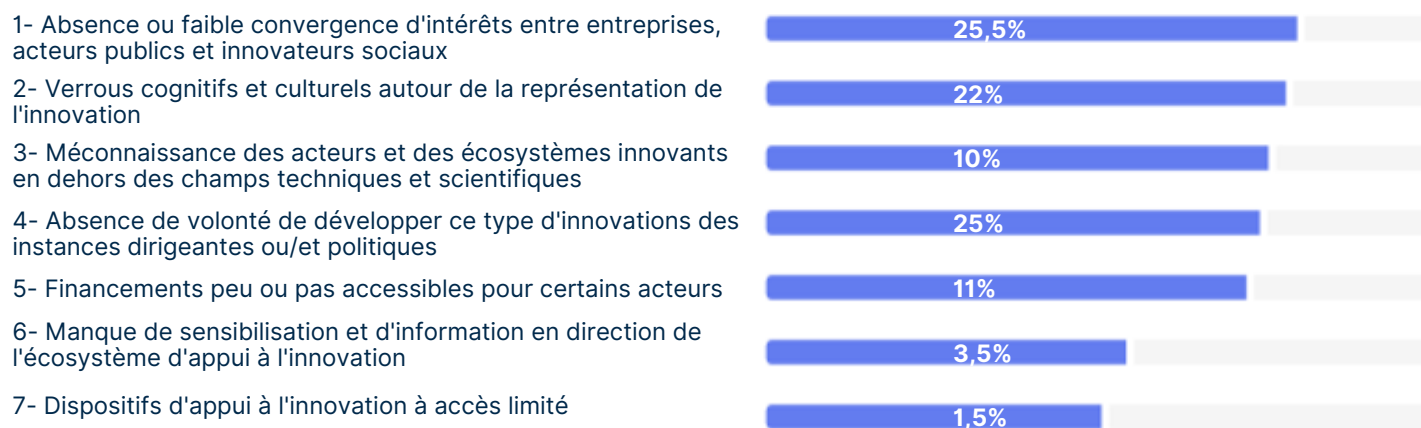 1- Absence ou faible convergence d'intérêts entre entreprises,
acteurs publics et innovateurs sociaux
25,5%
2- Verrous cognitifs et culturels autour de la représentation de
l'innovation
22%
3- Méconnaissance des acteurs et des écosystèmes innovants
en dehors des champs techniques et scientifiques
10%
4- Absence de volonté de développer ce type d'innovations des
instances dirigeantes ou/et politiques
25%
5- Financements peu ou pas accessibles pour certains acteurs
11%
6- Manque de sensibilisation et d'information en direction de
l'écosystème d'appui à l'innovation
3,5%
7- Dispositifs d'appui à l'innovation à accès limité
1,5%